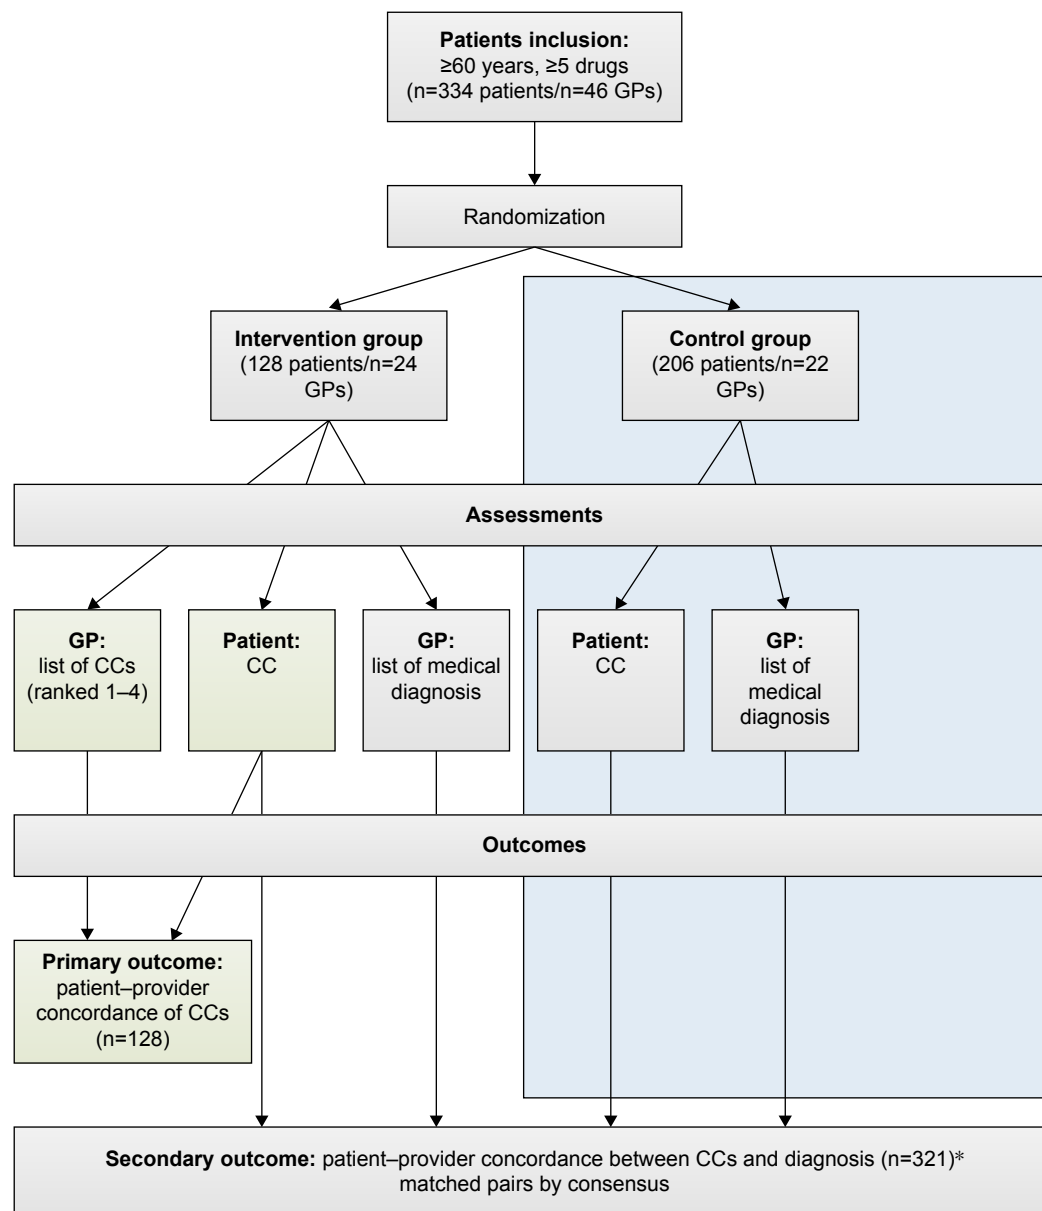 Patients inclusion:
≥60 years, ≥5 drugs
(n=334 patients/n=46 GPs)
Randomization
Intervention group
(128 patients/n=24
GPs)
Control group
(206 patients/n=22
GPs)
Assessments
GP:
list of CCs
(ranked 1–4)
Patient:
CC
GP:
list of medical
diagnosis
Patient:
CC
GP:
list of
medical
diagnosis
Outcomes
Primary outcome:
patient–provider
concordance of CCs
(n=128)
Secondary outcome: patient–provider concordance between CCs and diagnosis (n=321)*
matched pairs by consensus